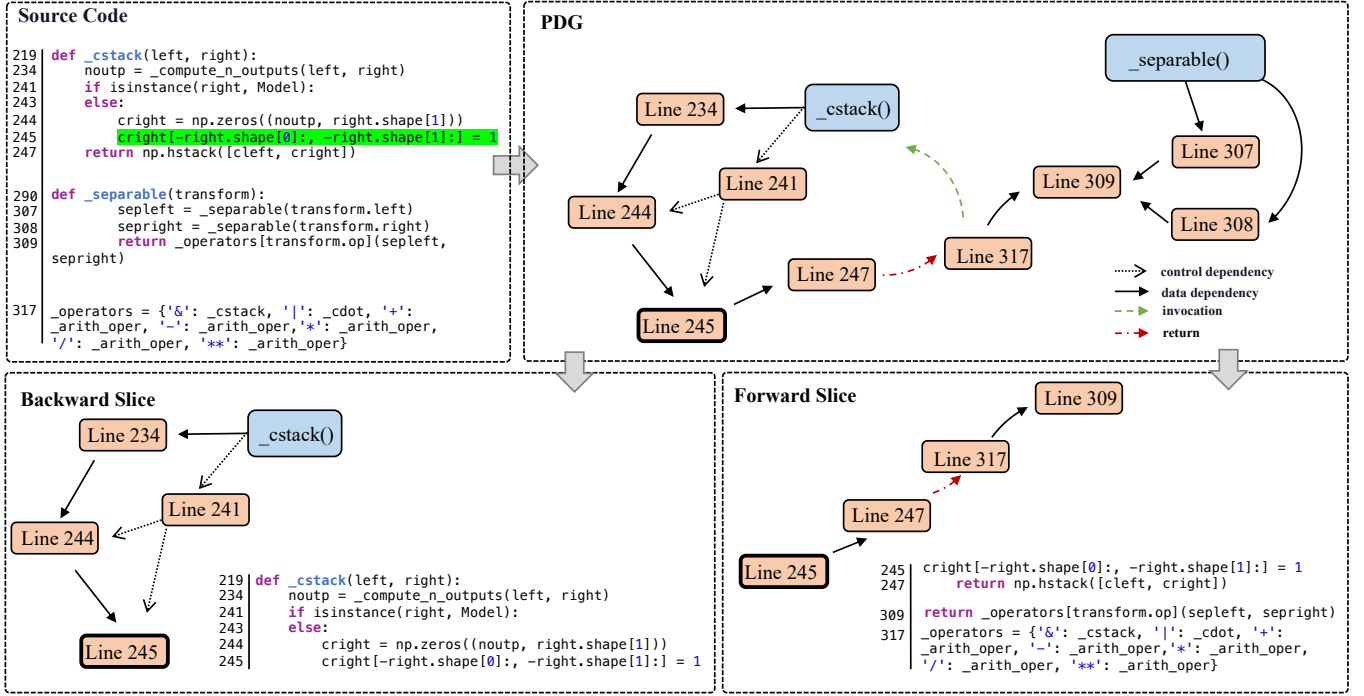 Source Code
219 def _cstack(left, right):
234 noutp = _compute_n_outputs(left, right)
241 if isinstance(right, Model):
243 else:
244 cright = np.zeros((noutp, right.shape[1]))
245 cright[-right.shape[0]:, -right.shape[1]:] = 1
247 return np.hstack([cleft, cright])
290 def _separable(transform):
307 sepleft = _separable(transform.left)
308 sepright = _separable(transform.right)
309 return _operators[transform.op](sepleft,
sepright)
317 _operators = {'&': _cstack, '|': _cdot, '+':
_arith_oper, '-': _arith_oper,'*': _arith_oper,
'/': _arith_oper, '**': _arith_oper}
PDG
_separable()
Line 234
_cstack()
Line 307
Line 241
Line 309
Line 244
Line 308
Line 317
Line 247
Line 245
control dependency
data dependency
invocation
return
Backward Slice
Line 234
_cstack()
Line 241
Line 244
Line 245
219 def _cstack(left, right):
234 noutp = _compute_n_outputs(left, right)
241 if isinstance(right, Model):
243 else:
244 cright = np.zeros((noutp, right.shape[1]))
245 cright[-right.shape[0]:, -right.shape[1]:] = 1
Forward Slice
Line 309
Line 317
Line 247
Line 245
245 cright[-right.shape[0]:, -right.shape[1]:] = 1
247 return np.hstack([cleft, cright])
309 return _operators[transform.op](sepleft, sepright)
317 _operators = {'&': _cstack, '|': _cdot, '+':
_arith_oper, '-': _arith_oper,'*': _arith_oper,
'/': _arith_oper, '**': _arith_oper}